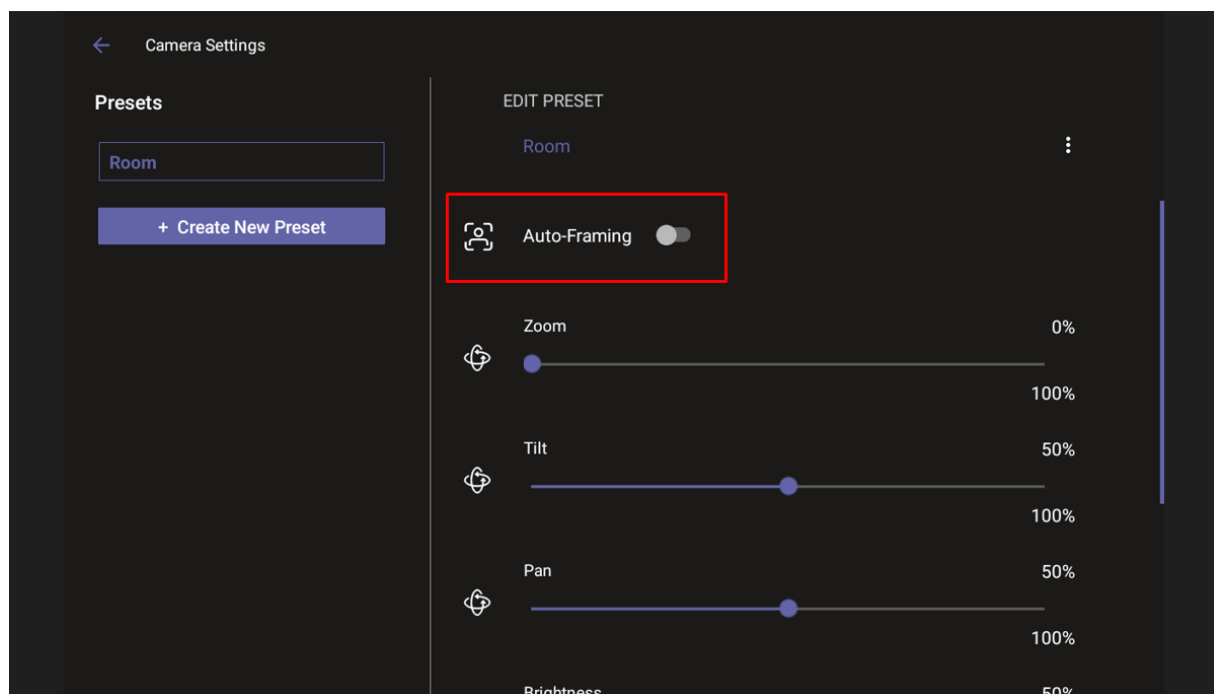 Camera Settings
Presets
Room
+ Create New Preset
EDIT PRESET
Room
Auto-Framing
Zoom 0%
100%
Tilt 50%
100%
Pan 50%
100%
Brightness 50%